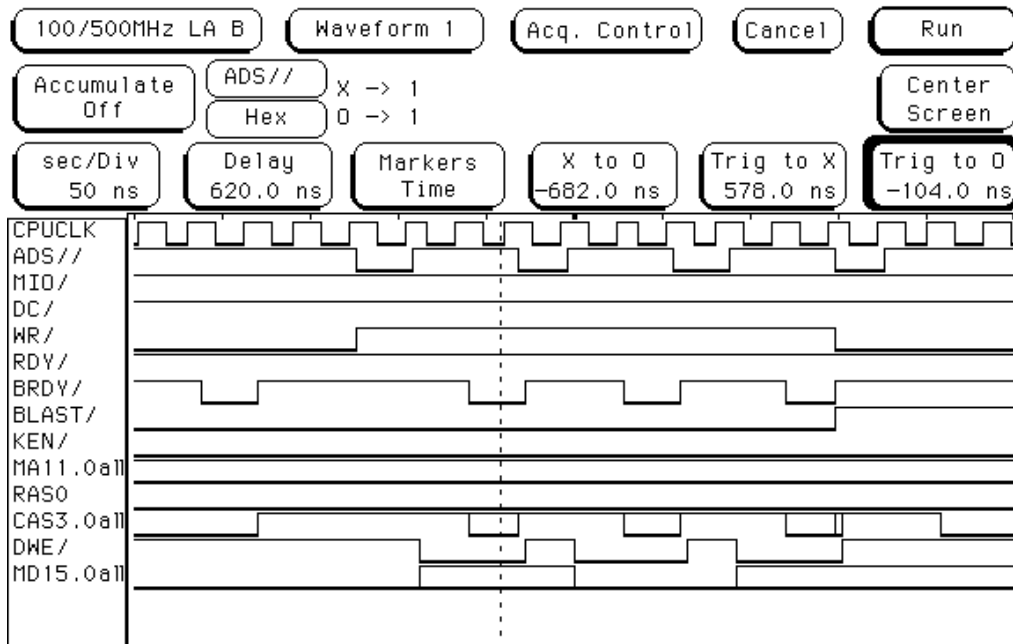 100/500MHz LA B Waveform 1 Acq. Control Cancel Run
Accumulate Off
ADS//
Hex
X -> 1
O -> 1
Center Screen
sec/Div 50 ns
Delay 620.0 ns
Markers Time
X to O -682.0 ns
Trig to X 578.0 ns
Trig to O -104.0 ns
CPUCLK
ADS//
MIO/
DC/
WR/
RDY/
BRDY/
BLAST/
KEN/
MA11.0all
RAS0
CAS3.0all
DWE/
MD15.0all